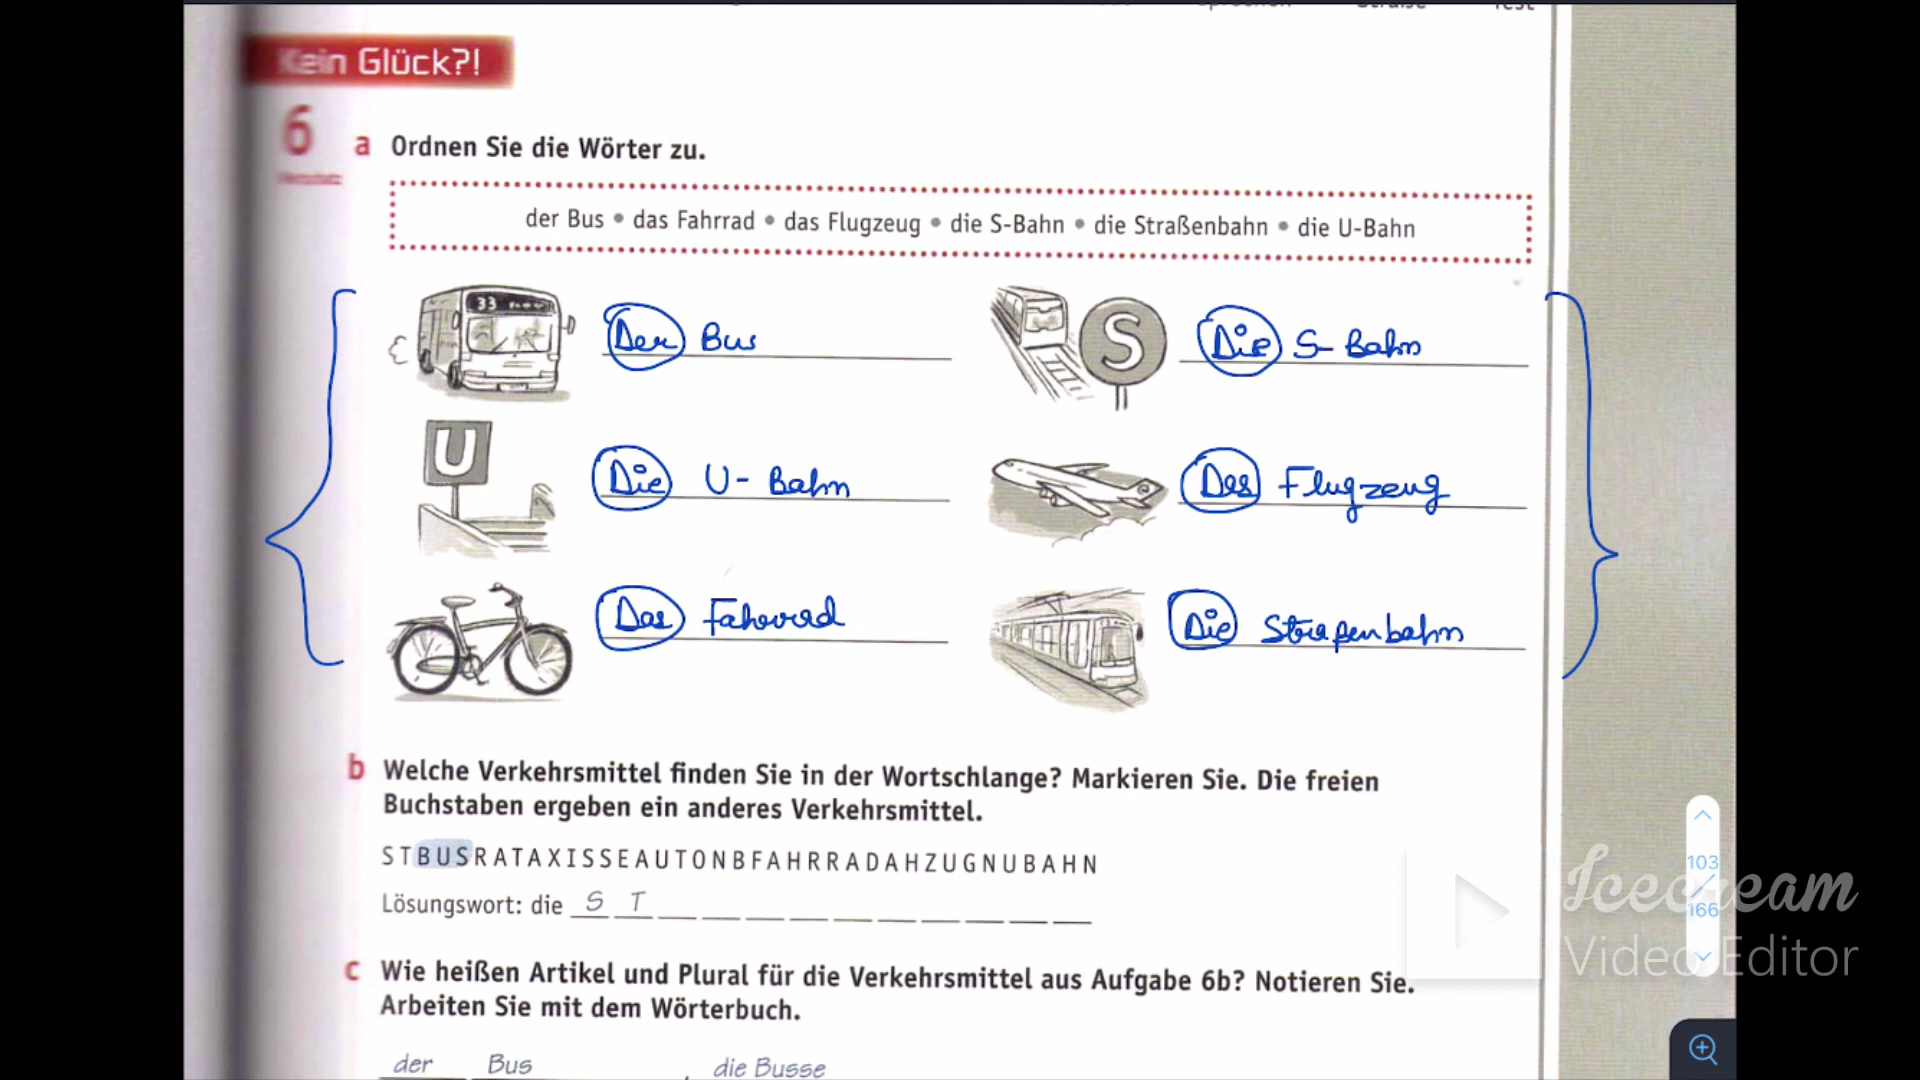 Kein Glück?!
6
a Ordnen Sie die Wörter zu.
der Bus • das Fahrrad • das Flugzeug • die S-Bahn • die Straßenbahn • die U-Bahn
33
Der Bus
S
Die S-Bahn
U
Die U-Bahn
Das Flugzeug
Das Fahrrad
Die Straßenbahn
b Welche Verkehrsmittel finden Sie in der Wortschlange? Markieren Sie. Die freien
Buchstaben ergeben ein anderes Verkehrsmittel.
STBUSRATAXISSEAUTONBFAHRRADAHZUGNUBAHN
Lösungswort: die S T
c Wie heißen Artikel und Plural für die Verkehrsmittel aus Aufgabe 6b? Notieren Sie.
Arbeiten Sie mit dem Wörterbuch.
der Bus, die Busse
103
166
Icecream
Video Editor